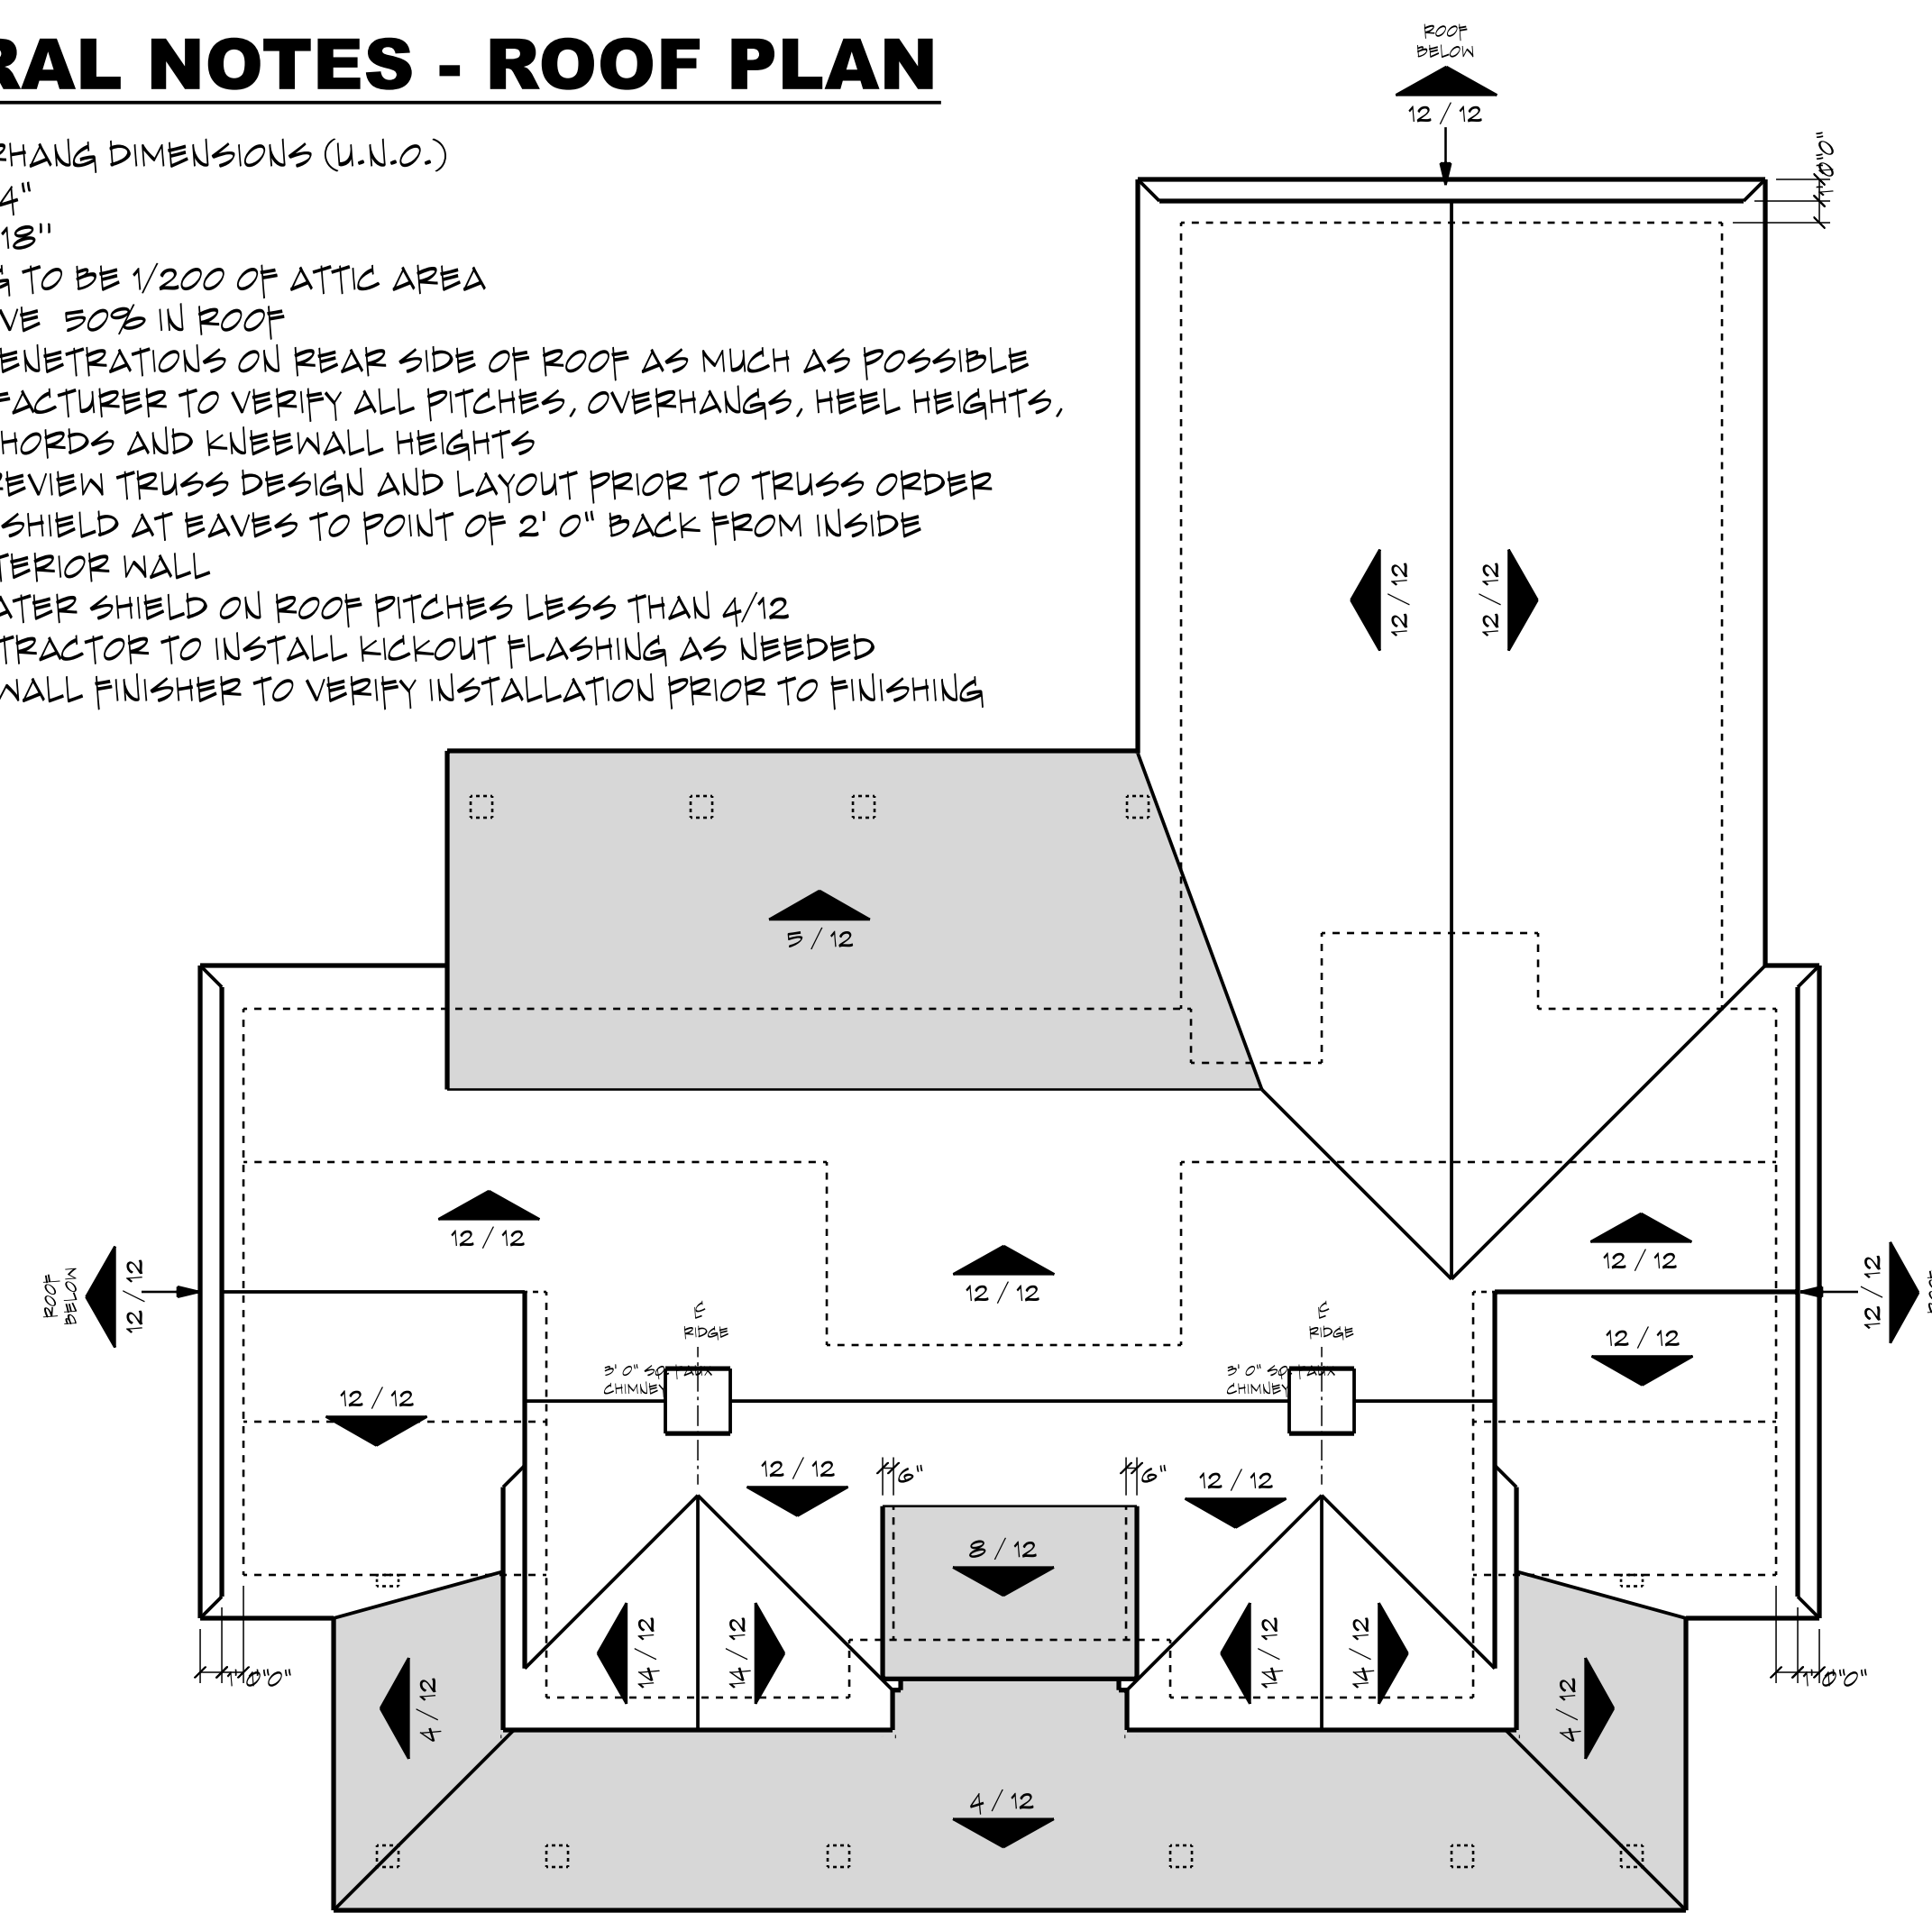 RAL NOTES - ROOF PLAN
RHANG DIMENSIONS (U.N.O.)
4"
18"
G TO BE 1/200 OF ATTIC AREA
VE 50% IN ROOF
ENETRATIONS ON REAR SIDE OF ROOF AS MUCH AS POSSIBLE
FACTURER TO VERIFY ALL PITCHES, OVERHANGS, HEEL HEIGHTS,
HORDS AND KNEEWALL HEIGHTS
REVIEW TRUSS DESIGN AND LAYOUT PRIOR TO TRUSS ORDER
SHIELD AT EAVES TO POINT OF 2' 0" BACK FROM INSIDE
TERIOR WALL
ATER SHIELD ON ROOF PITCHES LESS THAN 4/12
TRACTOR TO INSTALL KICKOUT FLASHING AS NEEDED
WALL FINISHER TO VERIFY INSTALLATION PRIOR TO FINISHING
ROOF
BELOW
12 / 12
12 / 12
12 / 12
5 / 12
12 / 12
12 / 12
12 / 12
ROOF
BELOW
12 / 12
12 / 12
RIDGE
RIDGE
12 / 12
3' 0" SQ. FAUX
CHIMNEY
3' 0" SQ. FAUX
CHIMNEY
12 / 12
12 / 12
6"
6"
12 / 12
8 / 12
14 / 12
14 / 12
14 / 12
14 / 12
4 / 12
4 / 12
4 / 12